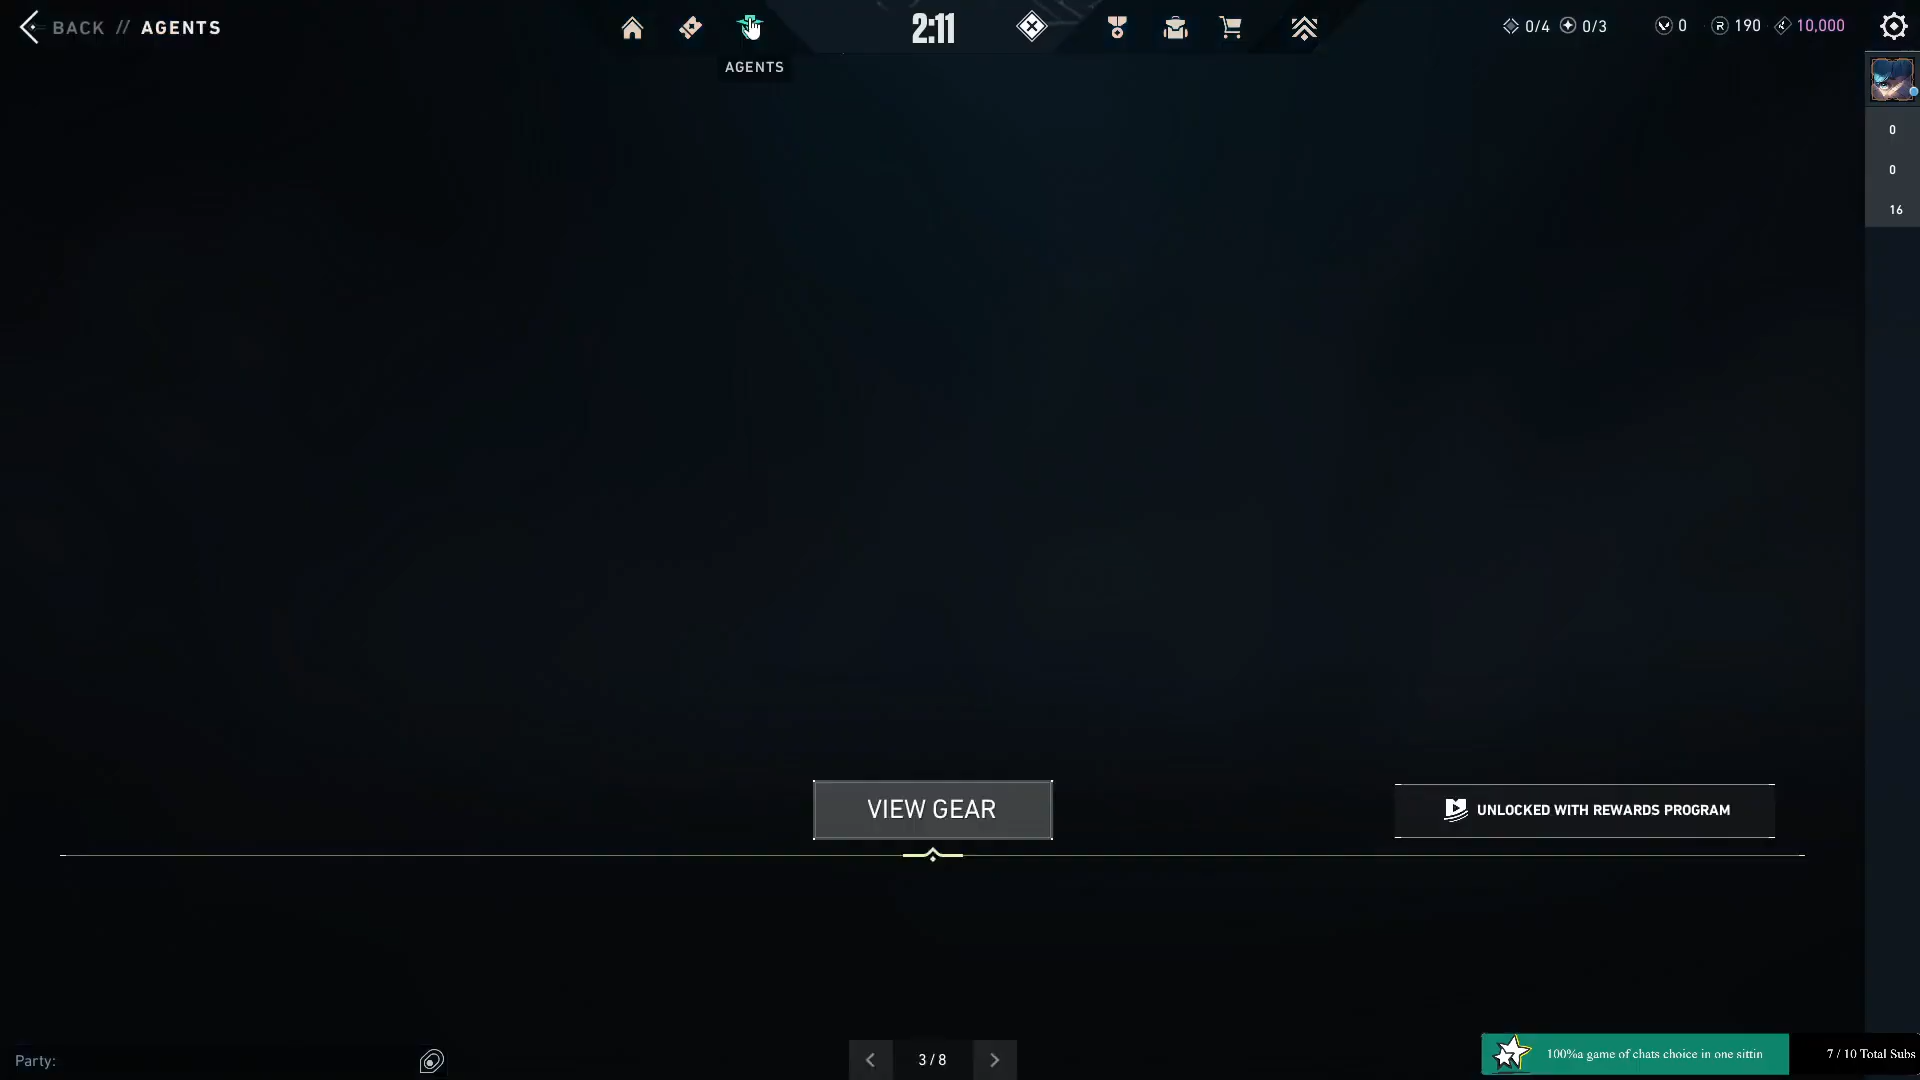 BACK // AGENTS
2:11
0/4 0/3 0 190 10,000
AGENTS
0
0
16
VIEW GEAR
UNLOCKED WITH REWARDS PROGRAM
Party:
3 / 8
100%a game of chats choice in one sittin
7 / 10 Total Subs